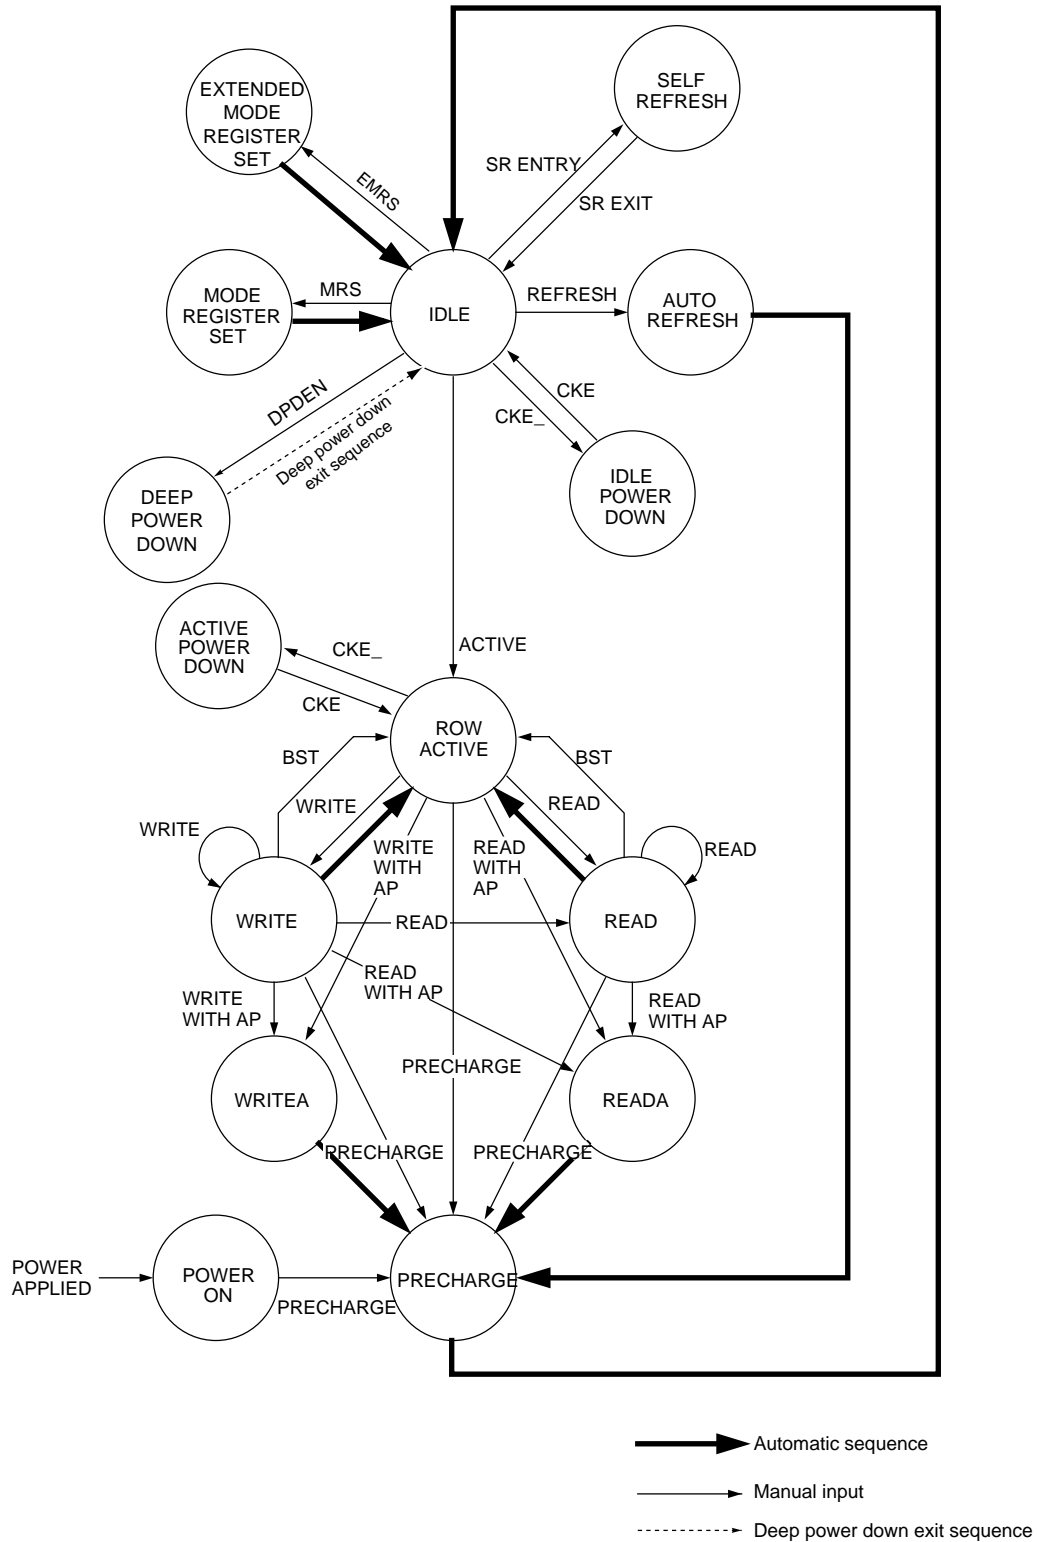 EXTENDED
MODE
REGISTER
SET
SELF
REFRESH
SR ENTRY
EMRS
SR EXIT
MODE
REGISTER
SET
MRS
IDLE
REFRESH
AUTO
REFRESH
DPDEN
Deep power down
exit sequence
CKE
CKE_
DEEP
POWER
DOWN
IDLE
POWER
DOWN
ACTIVE
POWER
DOWN
CKE_
CKE
ACTIVE
ROW
ACTIVE
BST
BST
WRITE
READ
WRITE
WRITE
WITH
AP
READ
WITH
AP
READ
WRITE
READ
READ
READ
WITH AP
WRITE
WITH AP
READ
WITH AP
PRECHARGE
WRITEA
READA
PRECHARGE
PRECHARGE
POWER
APPLIED
POWER
ON
PRECHARGE
PRECHARGE
Automatic sequence
Manual input
Deep power down exit sequence